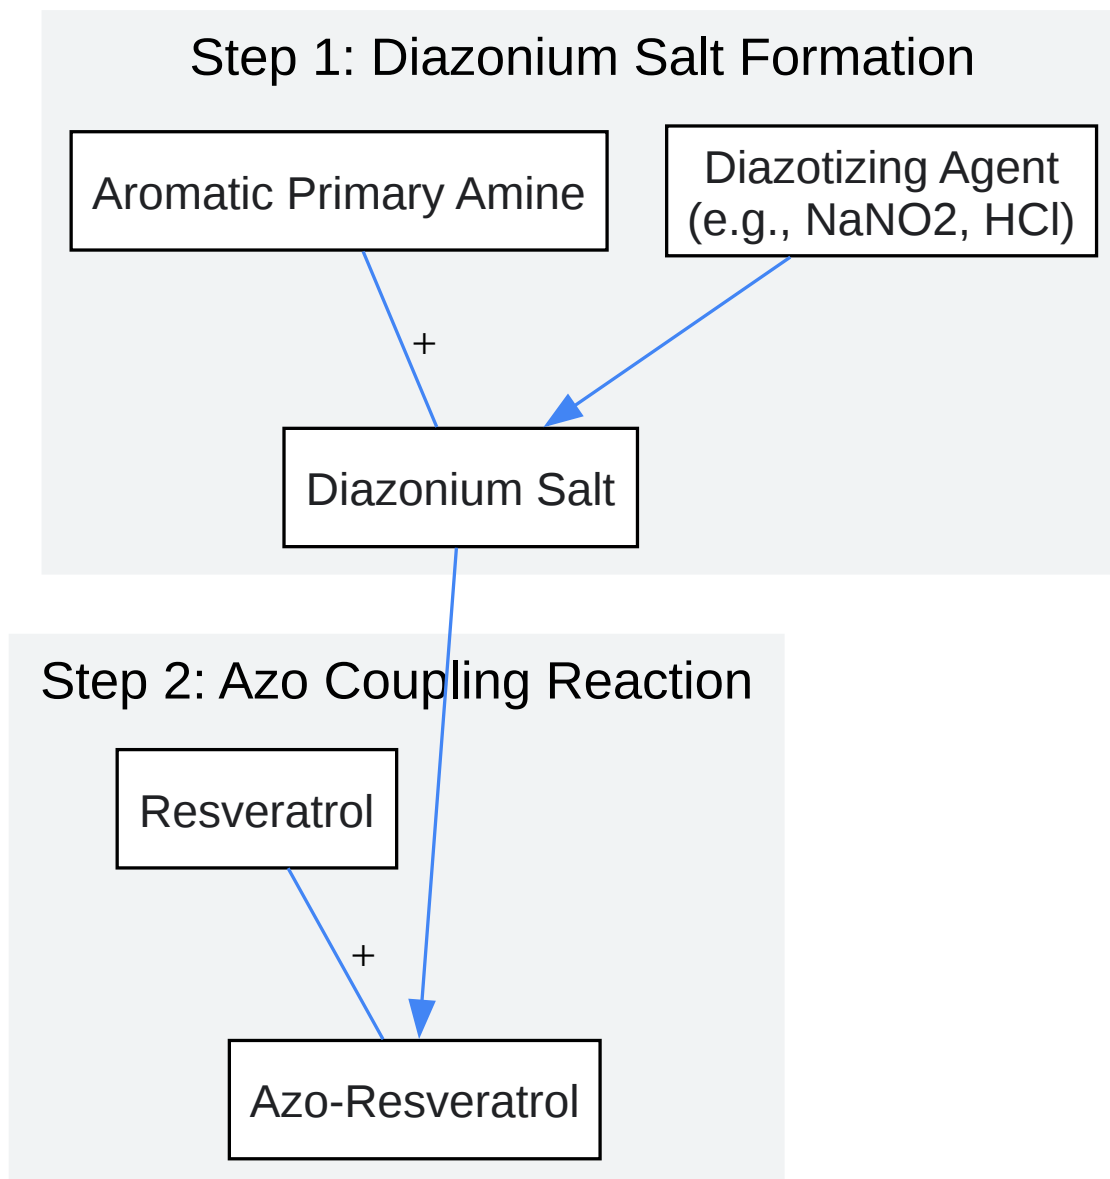 Step 1: Diazonium Salt Formation
Aromatic Primary Amine
Diazotizing Agent
(e.g., NaNO2, HCl)
+
Diazonium Salt
Step 2: Azo Coupling Reaction
Resveratrol
+
Azo-Resveratrol